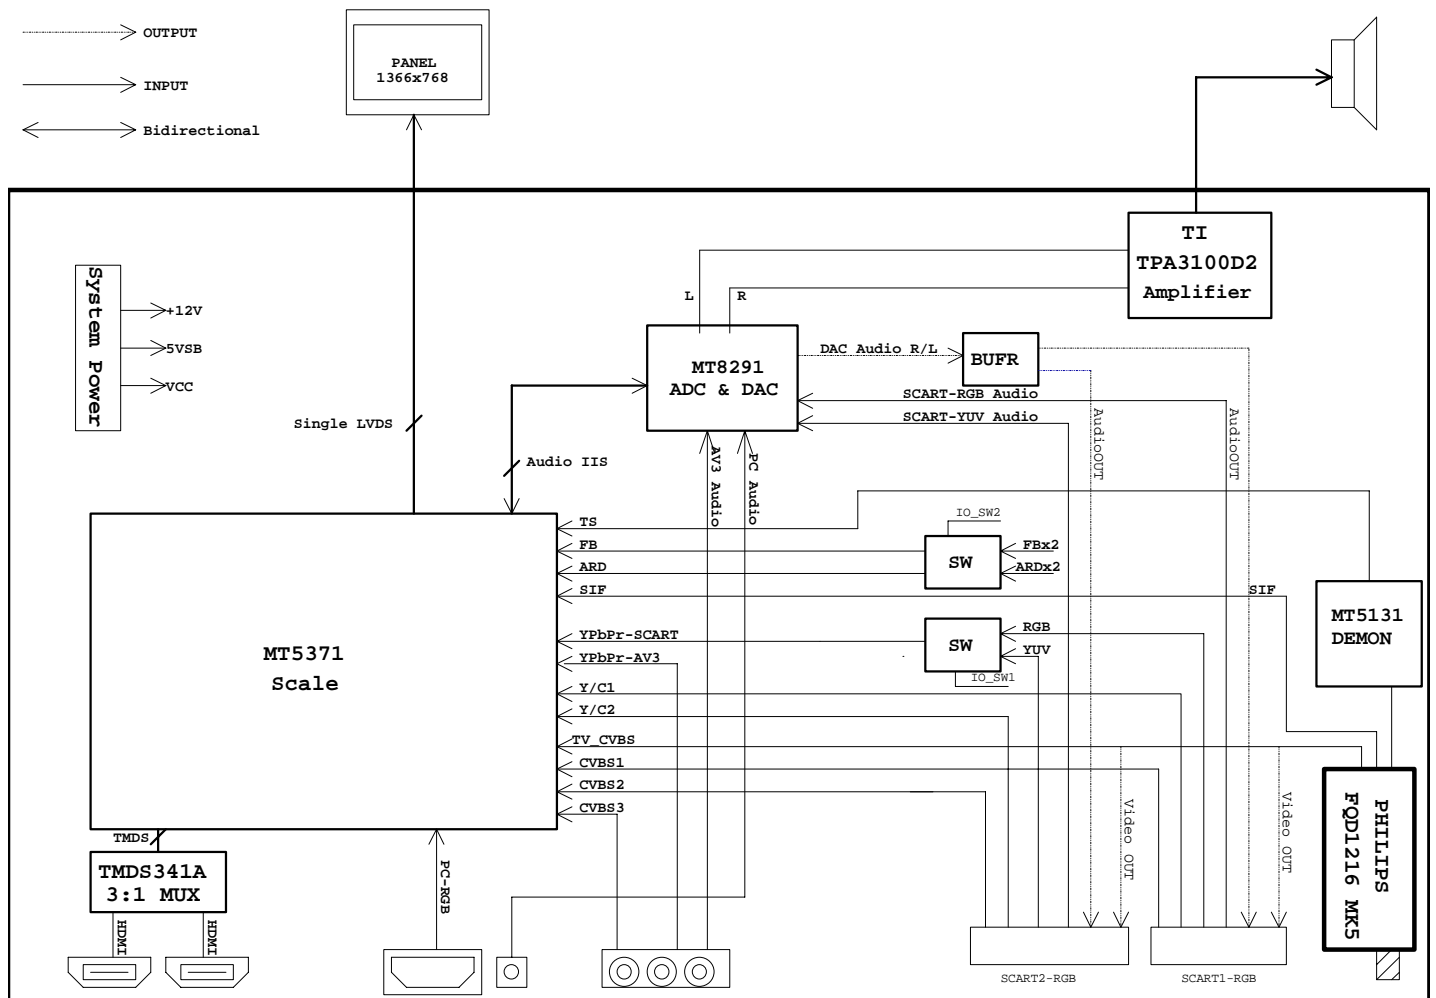 OUTPUT
INPUT
Bidirectional
PANEL
1366x768
TI
TPA3100D2
Amplifier
System Power
+12V
5VSB
VCC
L
R
MT8291
ADC & DAC
DAC Audio R/L
BUFR
SCART-RGB Audio
SCART-YUV Audio
AudioOUT
AudioOUT
Single LVDS
Audio IIS
AV3 Audio
PC Audio
MT5371
Scale
TS
FB
ARD
SIF
YPbPr-SCART
YPbPr-AV3
Y/C1
Y/C2
TV_CVBS
CVBS1
CVBS2
CVBS3
IO_SW2
SW
FBx2
ARDx2
SIF
SW
RGB
YUV
IO_SW1
MT5131
DEMON
Video OUT
Video OUT
PHILIPS
FQD1216 MK5
TMDS
TMDS341A
3:1 MUX
HDMI
HDMI
PC-RGB
SCART2-RGB
SCART1-RGB